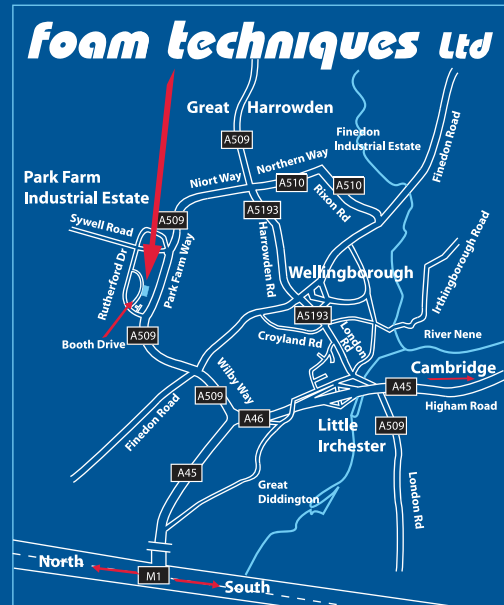 foam techniques Ltd
Great Harrowden
A509
Finedon
Industrial Estate
Finedon Road
Park Farm
Industrial Estate
Niort Way
Northern Way
A510
A510
Rixon Rd
Sywell Road
A509
A5193
Harrowden Rd
Rutherford Dr
Park Farm Way
Wellingborough
Irthingborough Road
A5193
Booth Drive
A509
Croyland Rd
London
Rd
River Nene
Cambridge
Wilby Way
A509
A45
Higham Road
Finedon Road
A46
Little
Irchester
A509
A45
Great
Diddington
London Rd
North
M1
South